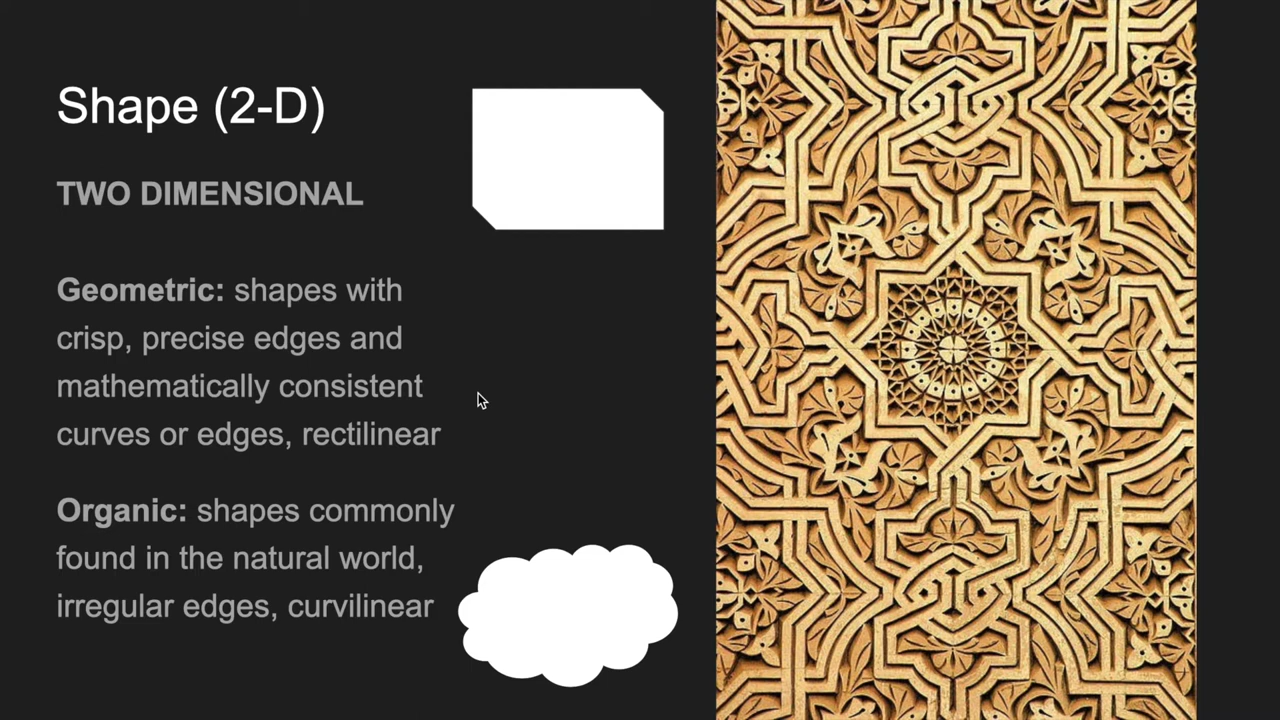 Shape (2-D)
TWO DIMENSIONAL
Geometric: shapes with
crisp, precise edges and
mathematically consistent
curves or edges, rectilinear
Organic: shapes commonly
found in the natural world,
irregular edges, curvilinear